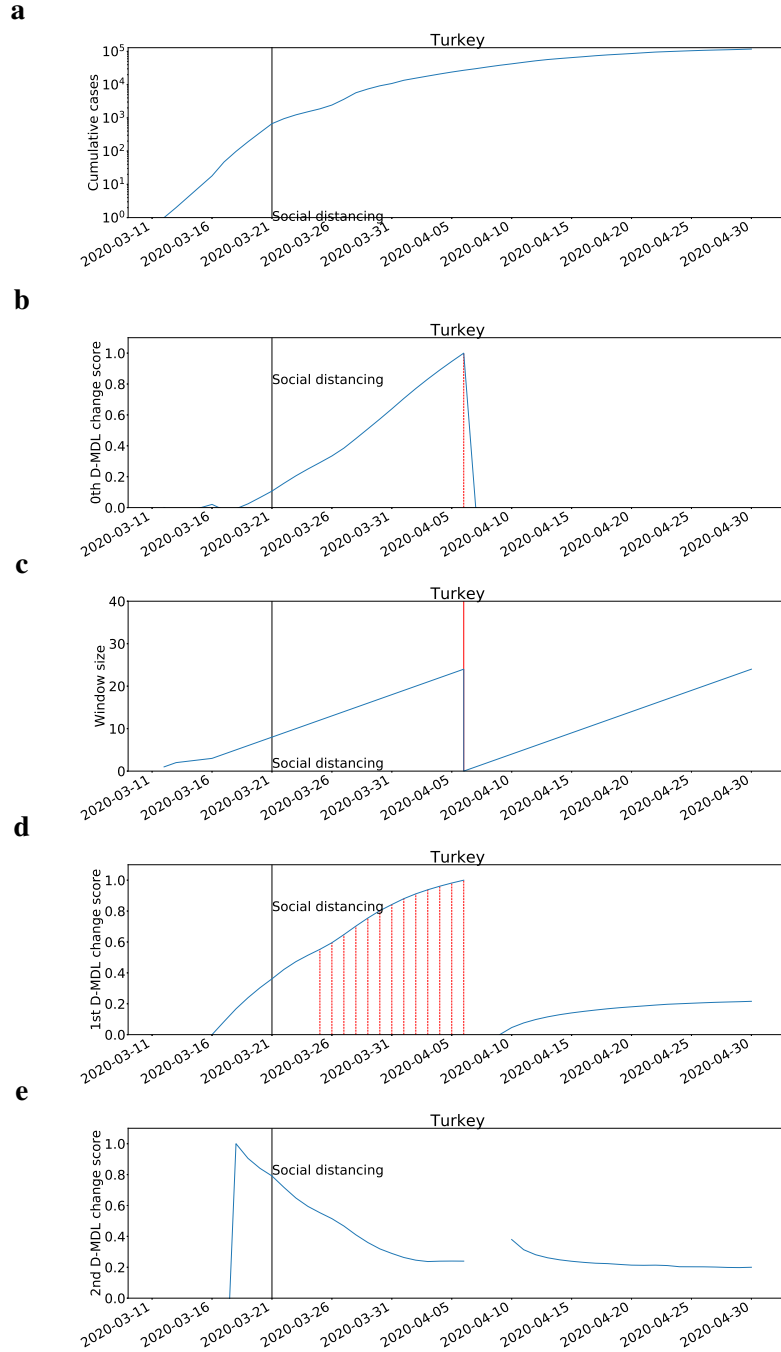 a
Turkey
Cumulative cases
10^5
10^4
10^3
10^2
10^1
10^0
Social distancing
2020-03-11 2020-03-16 2020-03-21 2020-03-26 2020-03-31 2020-04-05 2020-04-10 2020-04-15 2020-04-20 2020-04-25 2020-04-30
b
Turkey
0th D-MDL change score
1.0
0.8
0.6
0.4
0.2
0.0
Social distancing
2020-03-11 2020-03-16 2020-03-21 2020-03-26 2020-03-31 2020-04-05 2020-04-10 2020-04-15 2020-04-20 2020-04-25 2020-04-30
c
Turkey
Window size
40
30
20
10
0
Social distancing
2020-03-11 2020-03-16 2020-03-21 2020-03-26 2020-03-31 2020-04-05 2020-04-10 2020-04-15 2020-04-20 2020-04-25 2020-04-30
d
Turkey
1st D-MDL change score
1.0
0.8
0.6
0.4
0.2
0.0
Social distancing
2020-03-11 2020-03-16 2020-03-21 2020-03-26 2020-03-31 2020-04-05 2020-04-10 2020-04-15 2020-04-20 2020-04-25 2020-04-30
e
Turkey
2nd D-MDL change score
1.0
0.8
0.6
0.4
0.2
0.0
Social distancing
2020-03-11 2020-03-16 2020-03-21 2020-03-26 2020-03-31 2020-04-05 2020-04-10 2020-04-15 2020-04-20 2020-04-25 2020-04-30